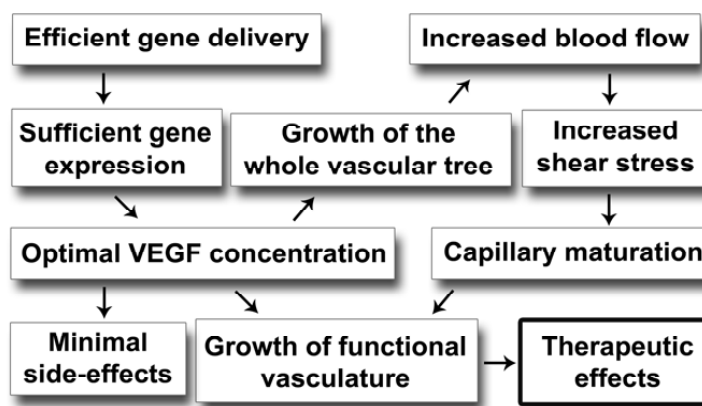 Efficient gene delivery
Increased blood flow
Sufficient gene
expression
Growth of the
whole vascular tree
Increased
shear stress
Optimal VEGF concentration
Capillary maturation
Minimal
side-effects
Growth of functional
vasculature
Therapeutic
effects